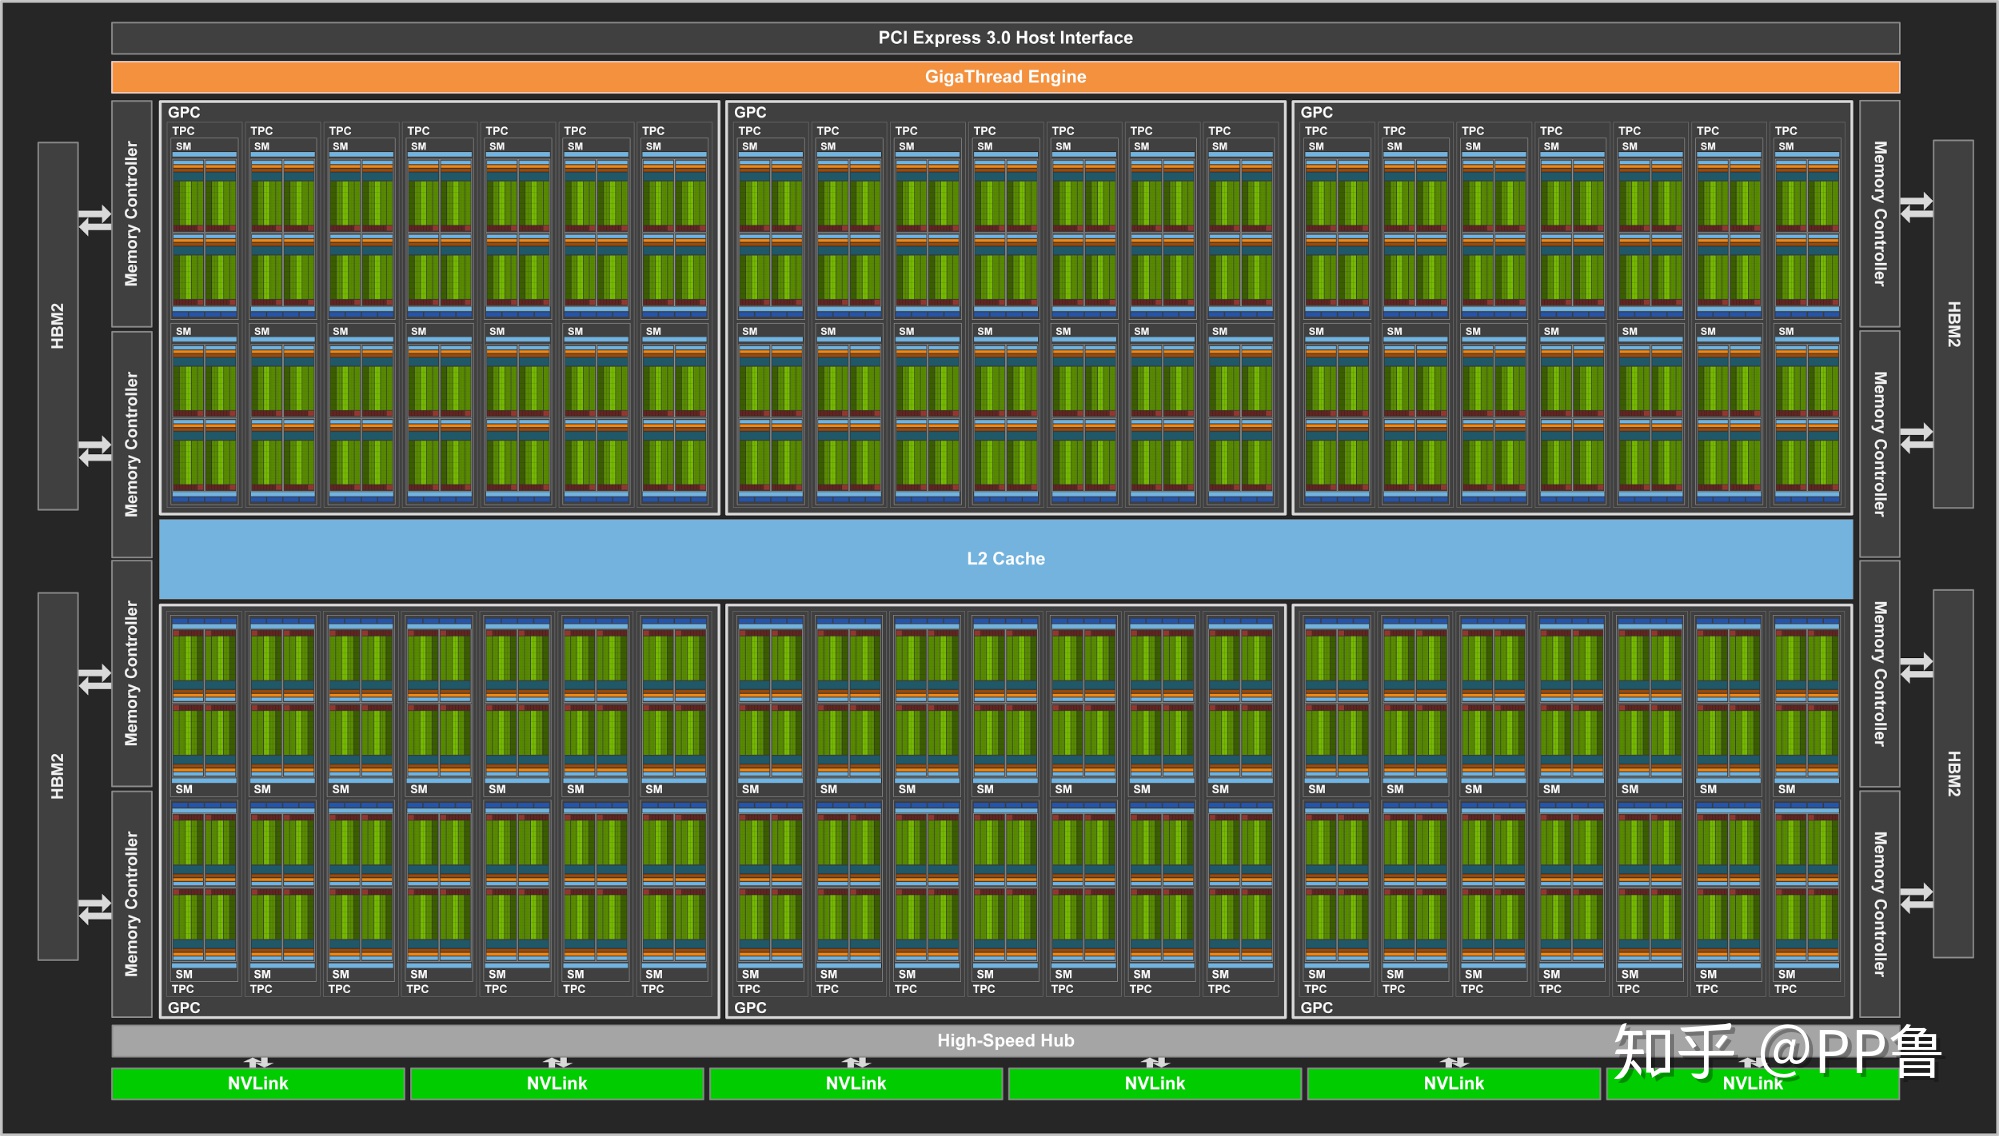 PCI Express 3.0 Host Interface
GigaThread Engine
GPC GPC GPC
TPC TPC TPC TPC TPC TPC TPC TPC TPC TPC TPC TPC TPC TPC TPC TPC TPC TPC TPC TPC TPC
SM SM SM SM SM SM SM SM SM SM SM SM SM SM SM SM SM SM SM SM SM
Memory Controller
Memory Controller
HBM2
HBM2
SM SM SM SM SM SM SM SM SM SM SM SM SM SM SM SM SM SM SM SM SM
Memory Controller
Memory Controller
L2 Cache
Memory Controller
Memory Controller
HBM2
HBM2
SM SM SM SM SM SM SM SM SM SM SM SM SM SM SM SM SM SM SM SM SM
Memory Controller
Memory Controller
SM SM SM SM SM SM SM SM SM SM SM SM SM SM SM SM SM SM SM SM SM
TPC TPC TPC TPC TPC TPC TPC TPC TPC TPC TPC TPC TPC TPC TPC TPC TPC TPC TPC TPC TPC
GPC GPC GPC
High-Speed Hub
NVLink NVLink NVLink NVLink NVLink NVLink
知乎 @PP鲁